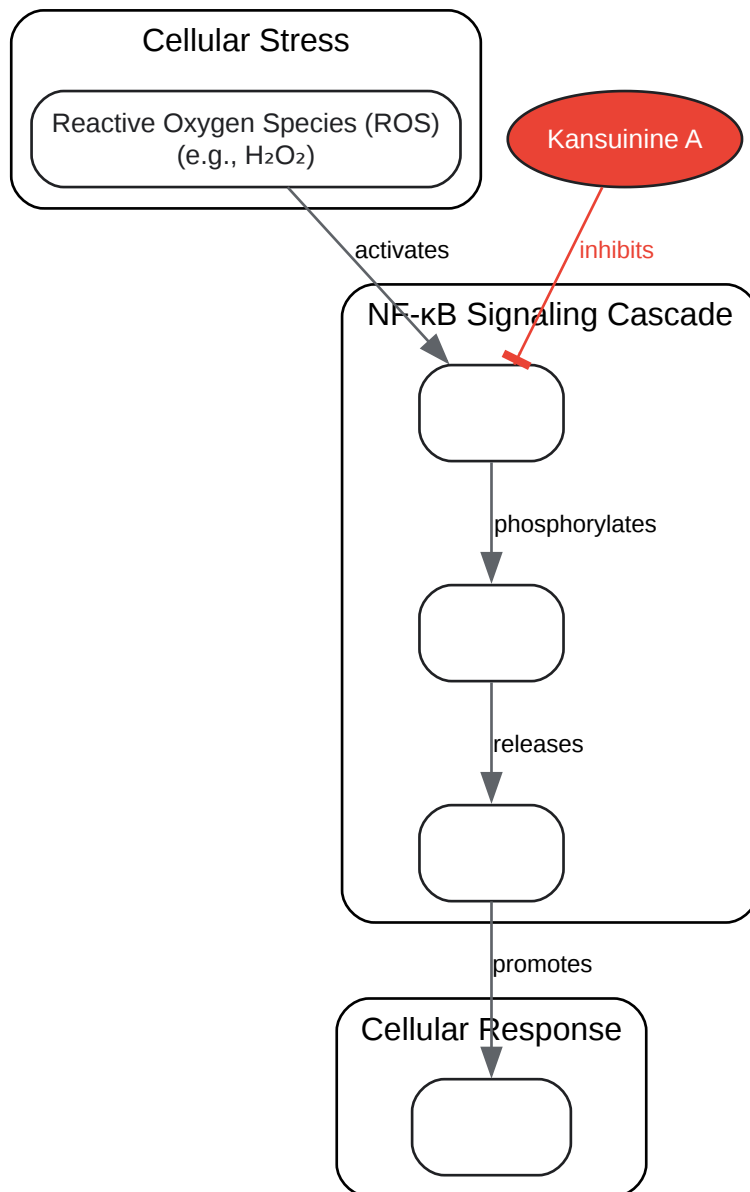 Cellular Stress
Reactive Oxygen Species (ROS)
(e.g., H₂O₂)
Kansuinine A
activates
inhibits
NF-κB Signaling Cascade
phosphorylates
releases
promotes
Cellular Response